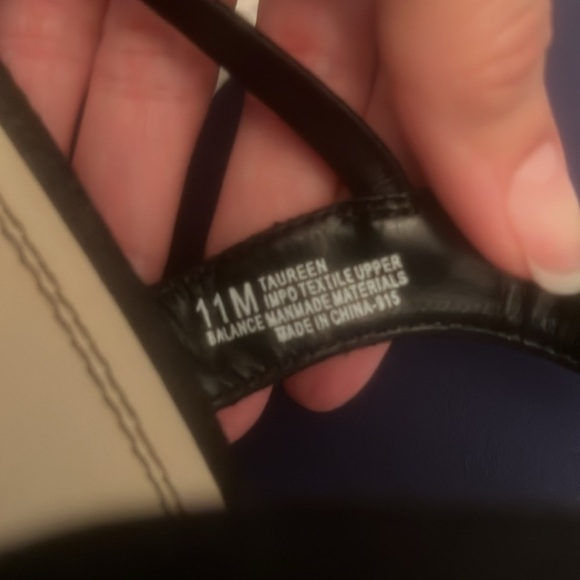 11M TAUREEN
IMPO TEXTILE UPPER
BALANCE MANMADE MATERIALS
MADE IN CHINA-915